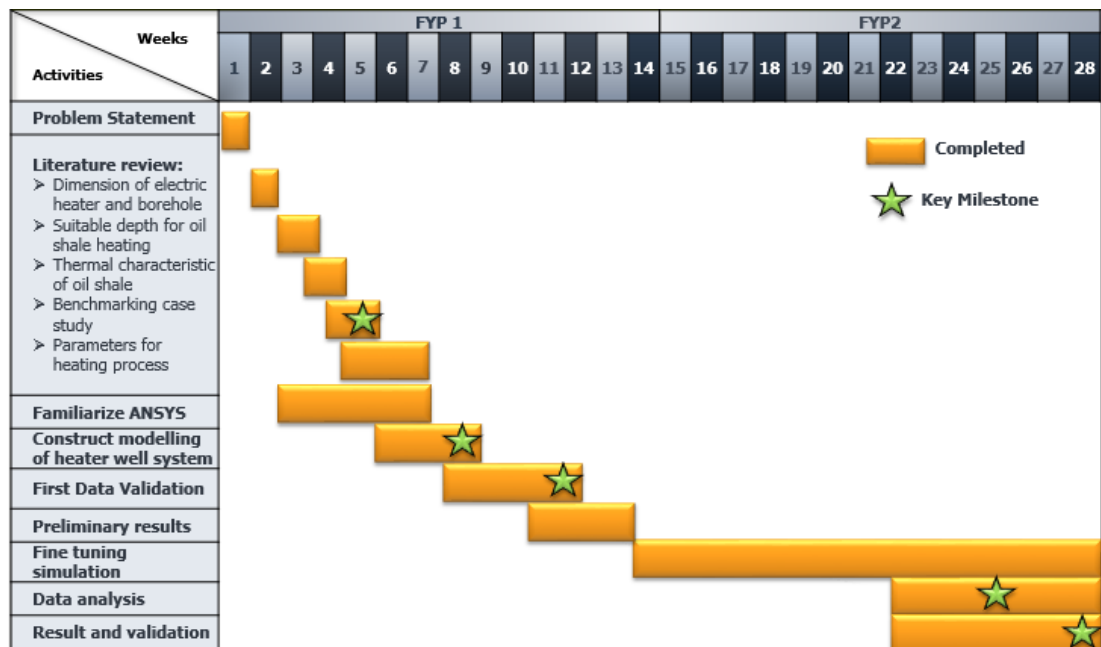 FYP 1
FYP2
Weeks
Activities
1 2 3 4 5 6 7 8 9 10 11 12 13 14 15 16 17 18 19 20 21 22 23 24 25 26 27 28
Problem Statement
Literature review:
➢ Dimension of electric
heater and borehole
➢ Suitable depth for oil
shale heating
➢ Thermal characteristic
of oil shale
➢ Benchmarking case
study
➢ Parameters for
heating process
Familiarize ANSYS
Construct modelling
of heater well system
First Data Validation
Preliminary results
Fine tuning
simulation
Data analysis
Result and validation
Completed
Key Milestone